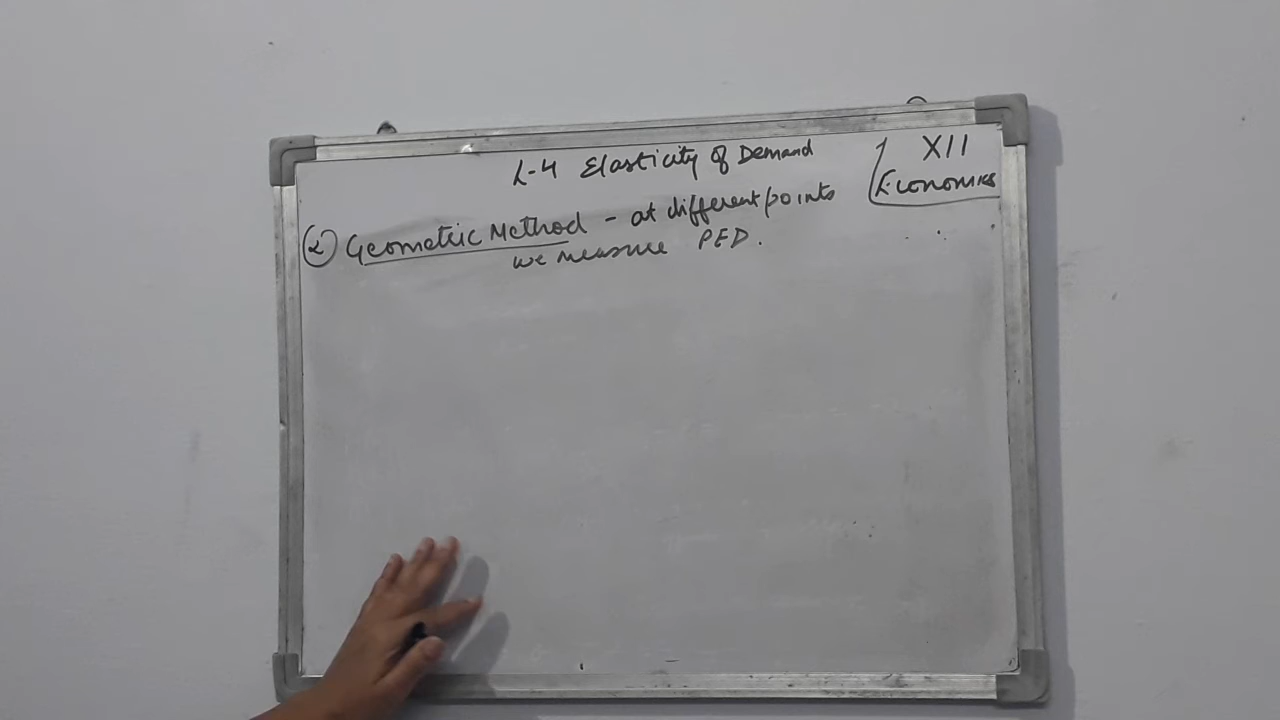 L-4 Elasticity of Demand
XII
Economics
2 Geometric Method - at different points
we measure PED.